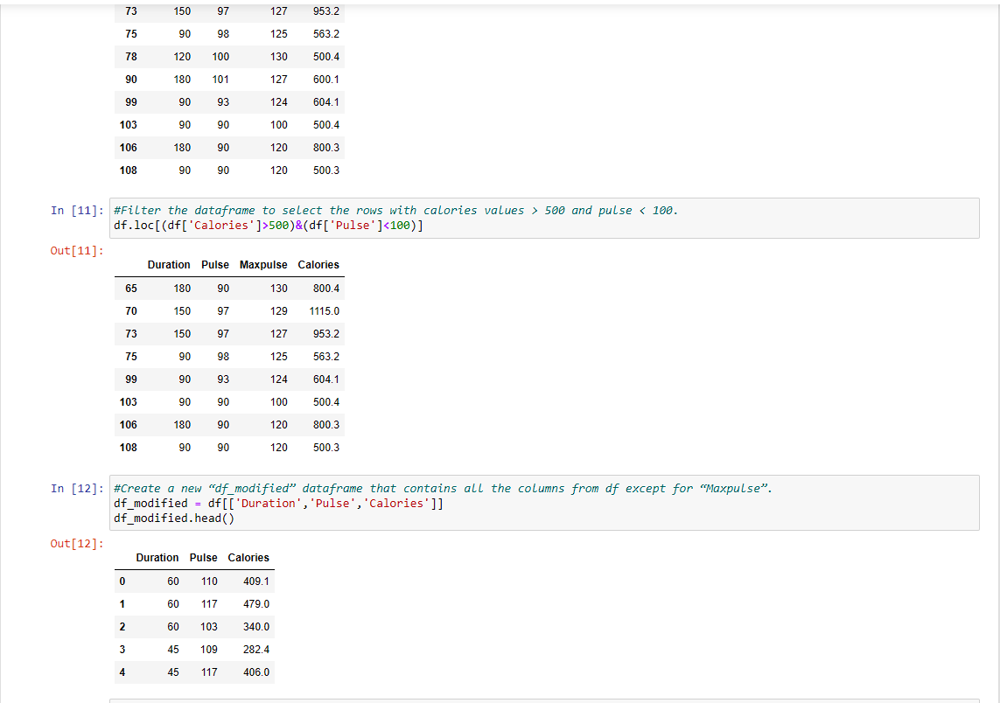 73 150 97 127 953.2
75 90 98 125 563.2
78 120 100 130 500.4
90 180 101 127 600.1
99 90 93 124 604.1
103 90 90 100 500.4
106 180 90 120 800.3
108 90 90 120 500.3
In [11]: #Filter the dataframe to select the rows with calories values > 500 and pulse < 100.
df.loc[(df['Calories']>500)&(df['Pulse']<100)]
Out[11]:
Duration Pulse Maxpulse Calories
65 180 90 130 800.4
70 150 97 129 1115.0
73 150 97 127 953.2
75 90 98 125 563.2
99 90 93 124 604.1
103 90 90 100 500.4
106 180 90 120 800.3
108 90 90 120 500.3
In [12]: #Create a new “df_modified” dataframe that contains all the columns from df except for “Maxpulse”.
df_modified = df[['Duration','Pulse','Calories']]
df_modified.head()
Out[12]:
Duration Pulse Calories
0 60 110 409.1
1 60 117 479.0
2 60 103 340.0
3 45 109 282.4
4 45 117 406.0